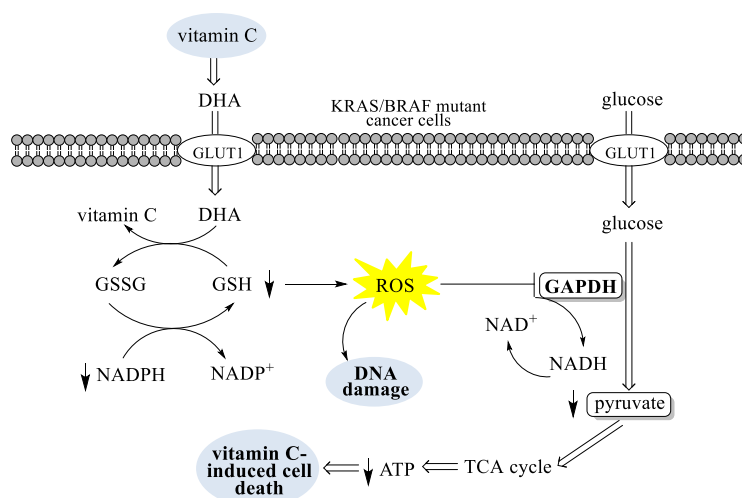 vitamin C
DHA
KRAS/BRAF mutant
cancer cells
glucose
GLUT1
GLUT1
vitamin C
DHA
glucose
GSSG
GSH
ROS
GAPDH
NAD+
NADH
NADPH
NADP+
DNA
damage
pyruvate
vitamin C-
induced cell
death
ATP
TCA cycle